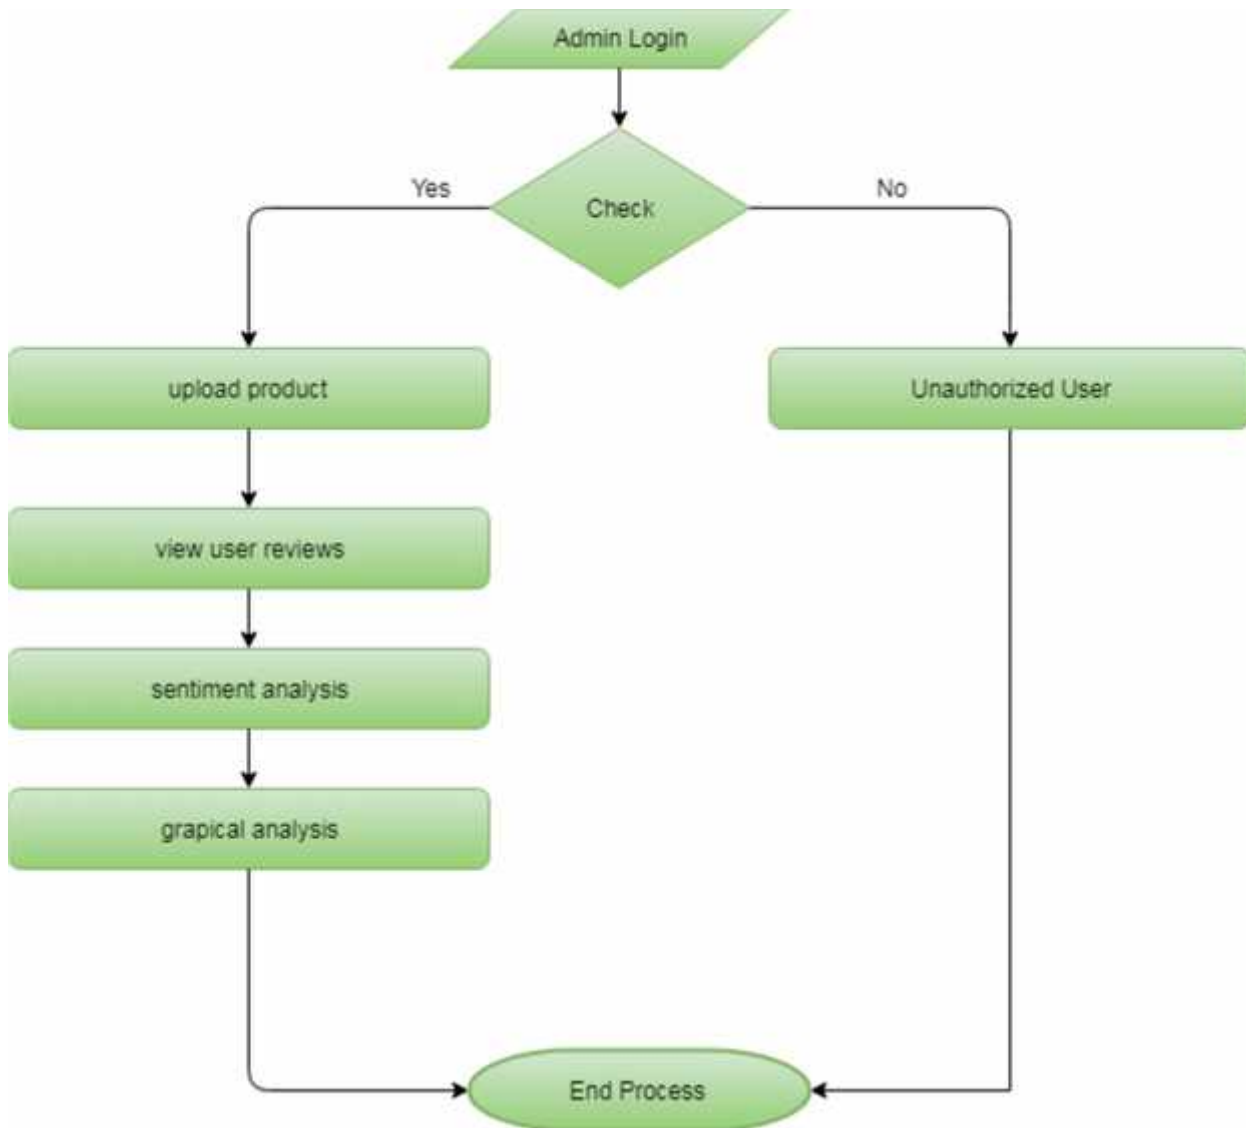 Admin Login
Check
Yes
No
upload product
Unauthorized User
view user reviews
sentiment analysis
grapical analysis
End Process